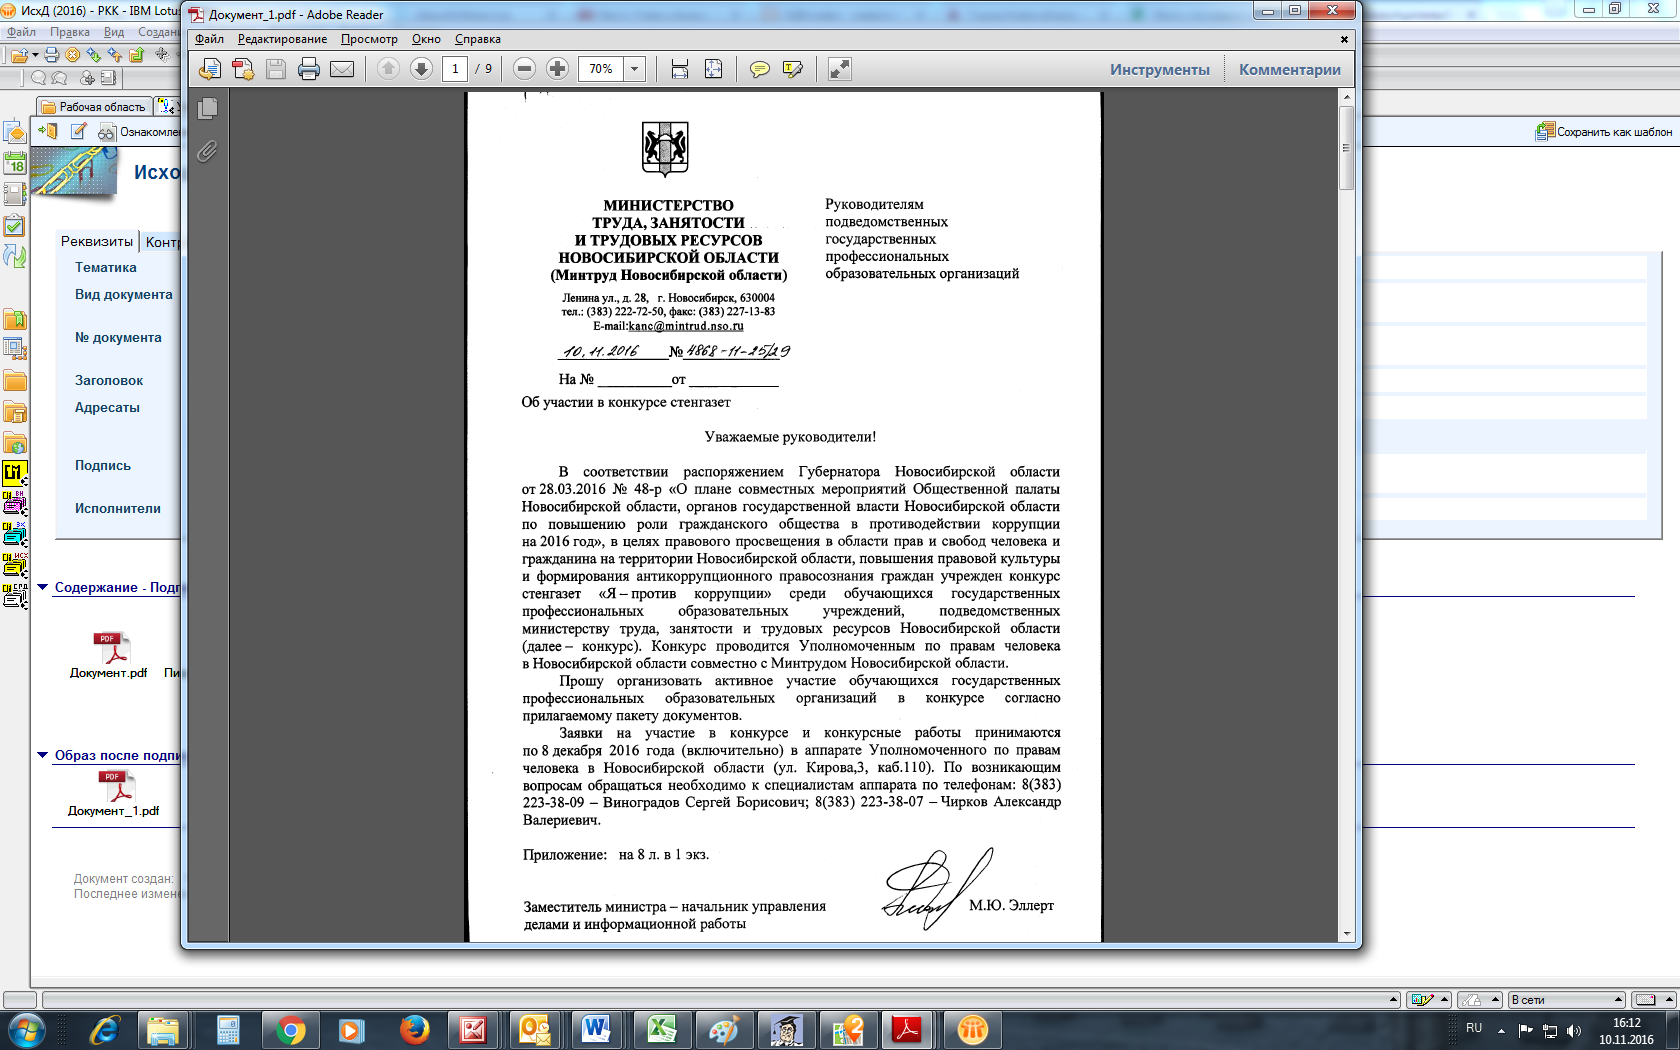 ИсхД (2016) - РКК - IBM Lotus
Файл Правка Вид Создан
Рабочая область
Ознакомлен
Сохранить как шаблон
Исхо
Реквизиты Контр
Тематика
Вид документа
№ документа
Заголовок
Адресаты
Подпись
Исполнители
Содержание - Подп
Документ.pdf Пи
Образ после подпи
Документ_1.pdf
Документ создан:
Последнее измене
Документ_1.pdf - Adobe Reader
Файл Редактирование Просмотр Окно Справка
1 / 9 70% Инструменты Комментарии
МИНИСТЕРСТВО
ТРУДА, ЗАНЯТОСТИ
И ТРУДОВЫХ РЕСУРСОВ
НОВОСИБИРСКОЙ ОБЛАСТИ
(Минтруд Новосибирской области)
Ленина ул., д. 28, г. Новосибирск, 630004
тел.: (383) 222-72-50, факс: (383) 227-13-83
E-mail:kanc@mintrud.nso.ru
10.11.2016 № 4868-11-25/29
На № __________от ____________
Руководителям
подведомственных
государственных
профессиональных
образовательных организаций
Об участии в конкурсе стенгазет
Уважаемые руководители!
В соответствии распоряжением Губернатора Новосибирской области
от 28.03.2016 № 48-р «О плане совместных мероприятий Общественной палаты
Новосибирской области, органов государственной власти Новосибирской области
по повышению роли гражданского общества в противодействии коррупции
на 2016 год», в целях правового просвещения в области прав и свобод человека и
гражданина на территории Новосибирской области, повышения правовой культуры
и формирования антикоррупционного правосознания граждан учрежден конкурс
стенгазет «Я – против коррупции» среди обучающихся государственных
профессиональных образовательных учреждений, подведомственных
министерству труда, занятости и трудовых ресурсов Новосибирской области
(далее – конкурс). Конкурс проводится Уполномоченным по правам человека
в Новосибирской области совместно с Минтрудом Новосибирской области.
Прошу организовать активное участие обучающихся государственных
профессиональных образовательных организаций в конкурсе согласно
прилагаемому пакету документов.
Заявки на участие в конкурсе и конкурсные работы принимаются
по 8 декабря 2016 года (включительно) в аппарате Уполномоченного по правам
человека в Новосибирской области (ул. Кирова,3, каб.110). По возникающим
вопросам обращаться необходимо к специалистам аппарата по телефонам: 8(383)
223-38-09 – Виноградов Сергей Борисович; 8(383) 223-38-07 – Чирков Александр
Валериевич.
Приложение: на 8 л. в 1 экз.
Заместитель министра – начальник управления
делами и информационной работы
М.Ю. Эллерт
В сети
RU
16:12
10.11.2016